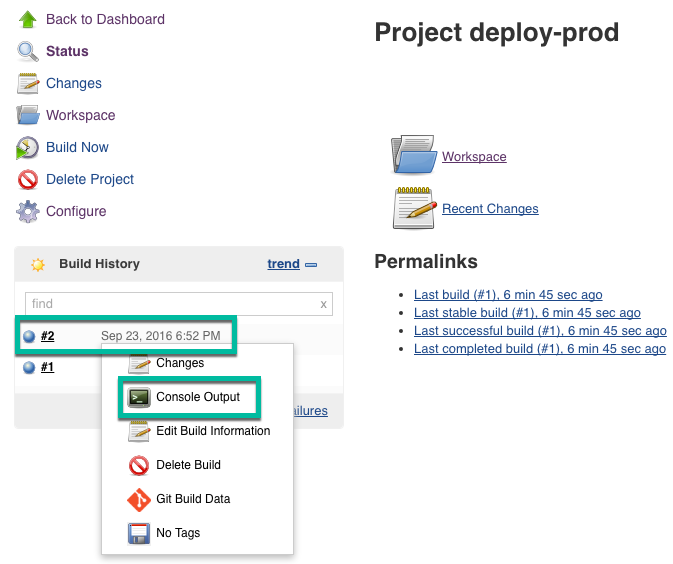 Back to Dashboard
Status
Changes
Workspace
Build Now
Delete Project
Configure
Build History
trend
find
x
#2
Sep 23, 2016 6:52 PM
#1
Changes
Console Output
ailures
Edit Build Information
Delete Build
Git Build Data
No Tags
Project deploy-prod
Workspace
Recent Changes
Permalinks
Last build (#1), 6 min 45 sec ago
Last stable build (#1), 6 min 45 sec ago
Last successful build (#1), 6 min 45 sec ago
Last completed build (#1), 6 min 45 sec ago